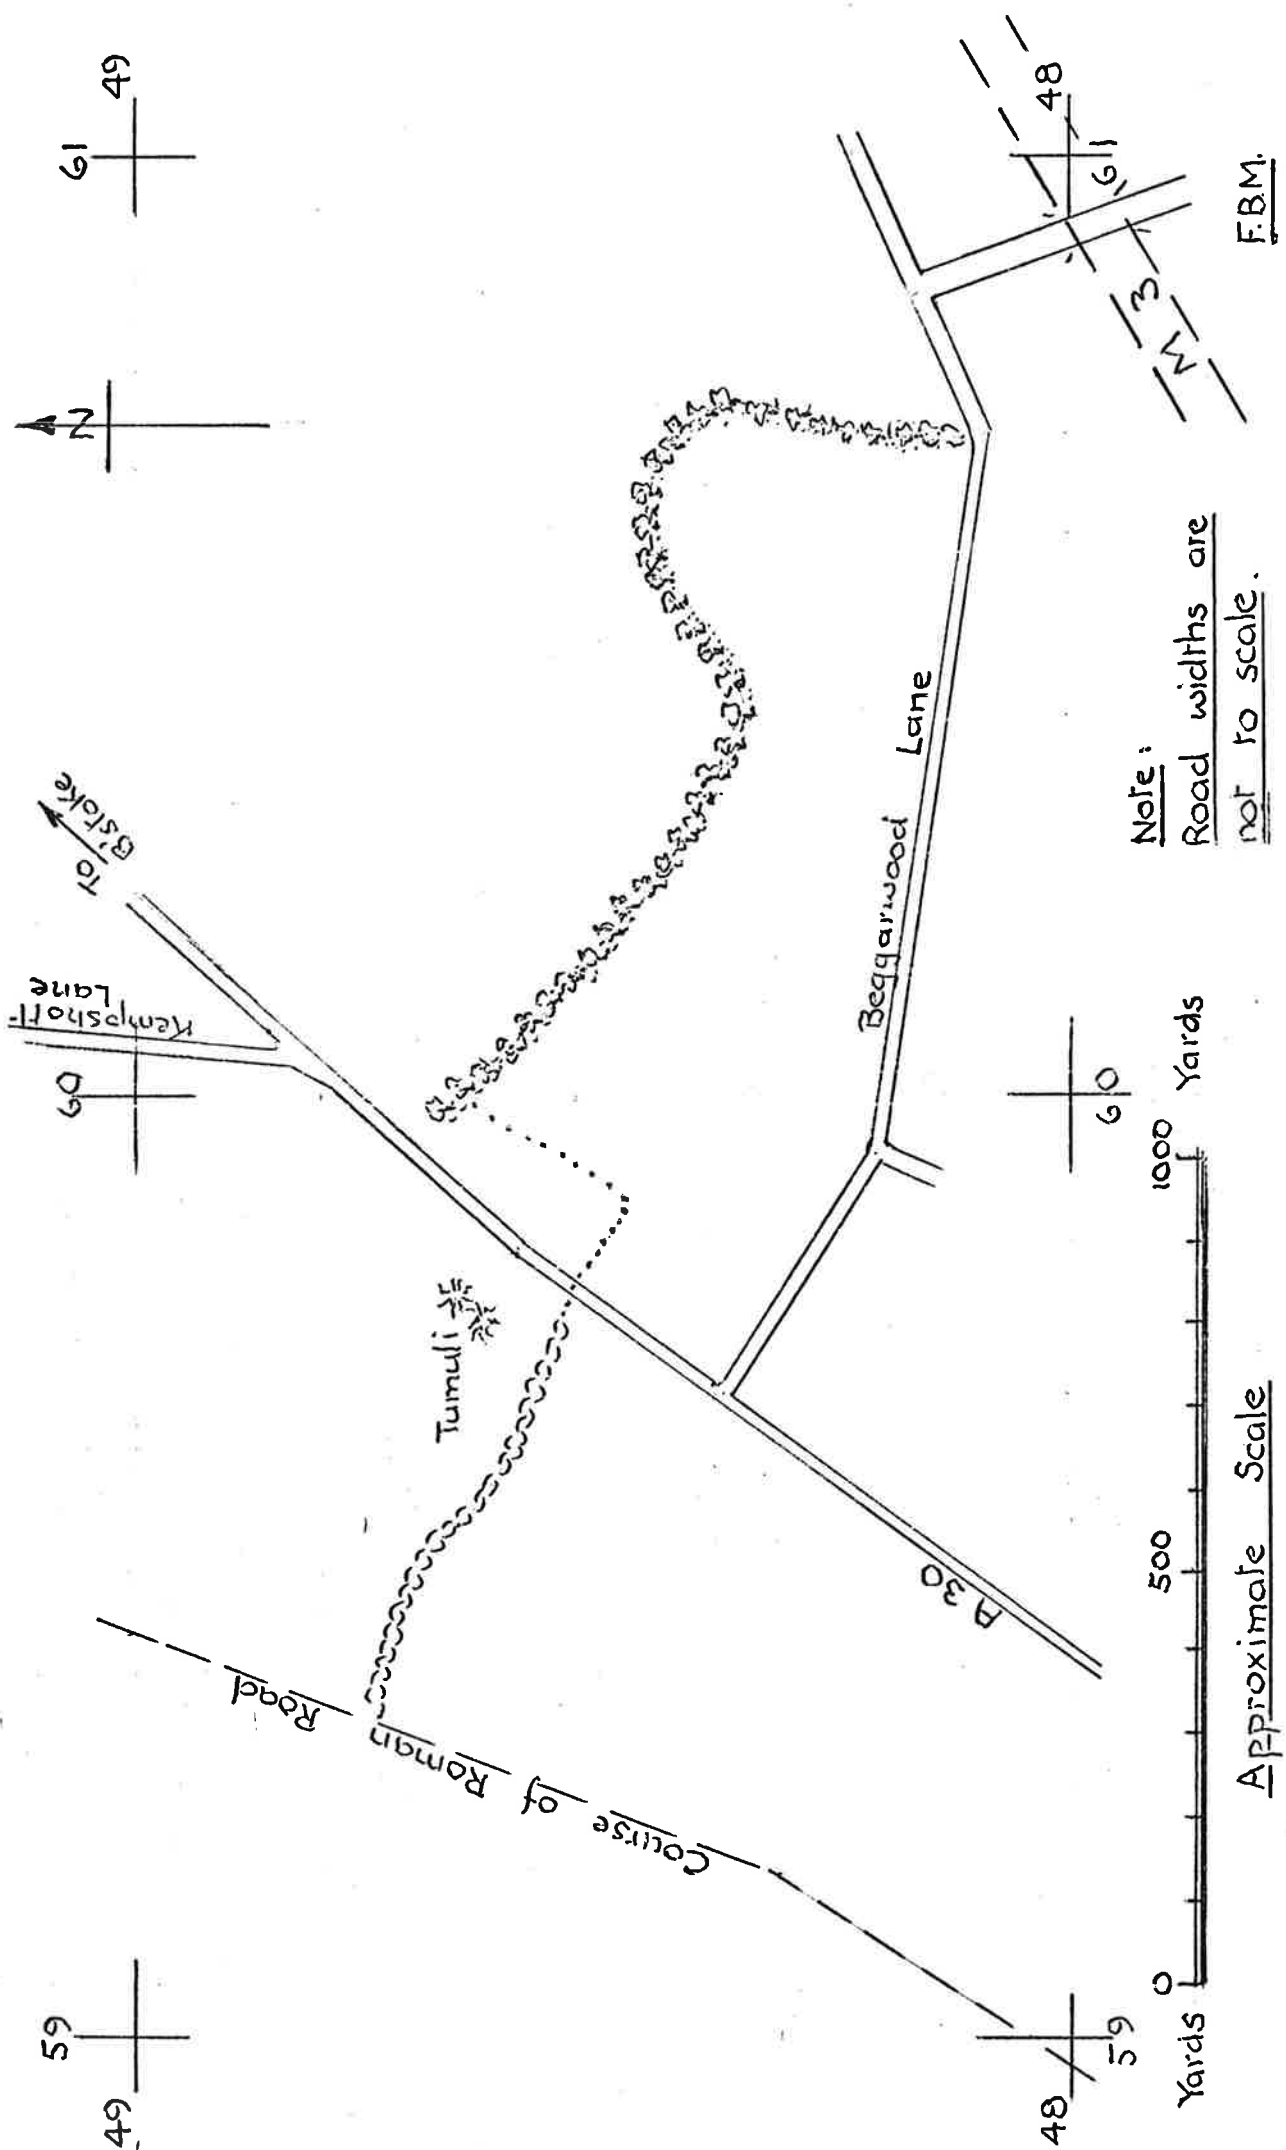 59
60
61
49
49
N
Kempshott
Lane
To
B'stoke
Tumuli
Course of Roman Road
A 30
Beggarwood Lane
M 3
48
59
60
48
61
Note:
Road widths are
not to scale.
Yards 0 500 1000 Yards
Approximate Scale
F.B.M.